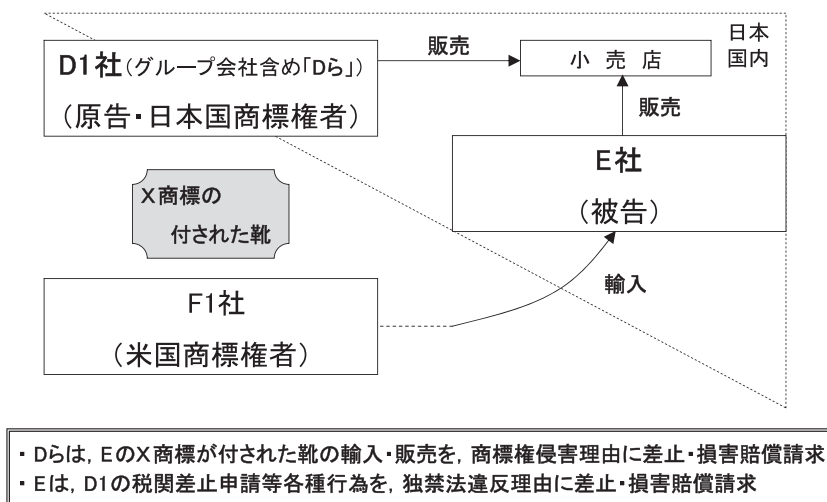 日本
国内
D1社(グループ会社含め「Dら」)
(原告・日本国商標権者)
販売
小 売 店
販売
E社
(被告)
X商標の
付された靴
輸入
F1社
(米国商標権者)
・ Dらは, EのX商標が付された靴の輸入・販売を, 商標権侵害理由に差止・損害賠償請求
・ Eは, D1の税関差止申請等各種行為を, 独禁法違反理由に差止・損害賠償請求